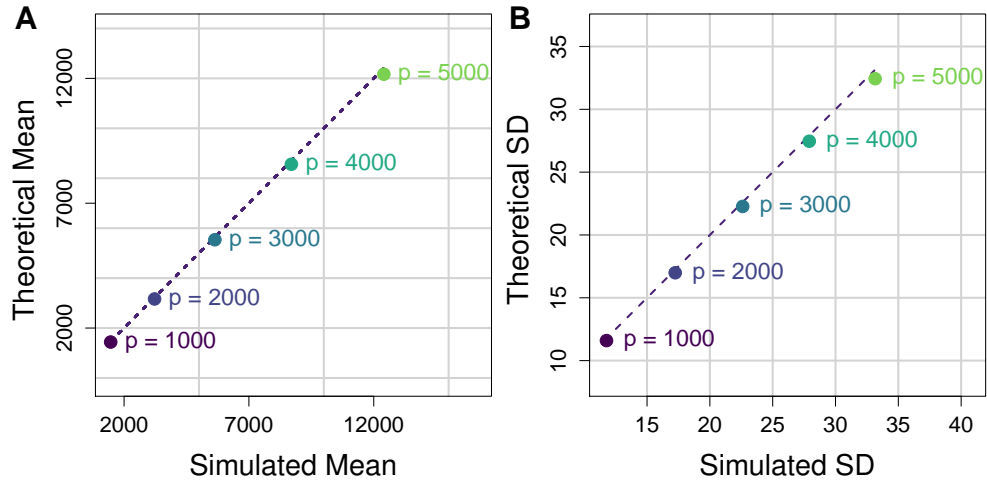 A
Theoretical Mean
12000
7000
2000
p = 5000
p = 4000
p = 3000
p = 2000
p = 1000
2000 7000 12000
Simulated Mean
B
Theoretical SD
35
30
25
20
15
10
p = 5000
p = 4000
p = 3000
p = 2000
p = 1000
15 20 25 30 35 40
Simulated SD